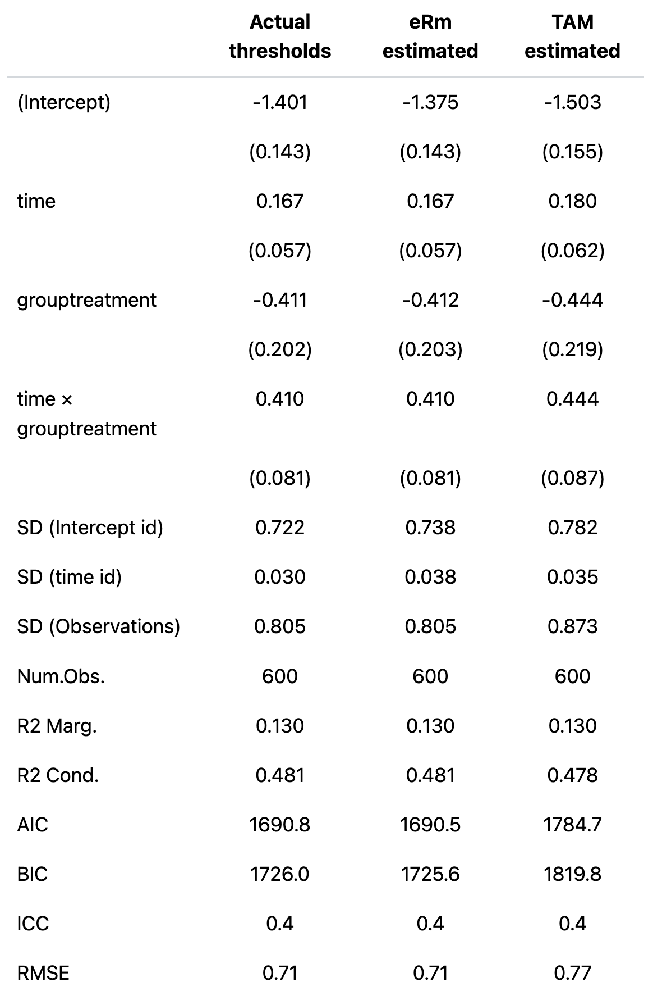 Actual eRm TAM
thresholds estimated estimated
(Intercept) -1.401 -1.375 -1.503
(0.143) (0.143) (0.155)
time 0.167 0.167 0.180
(0.057) (0.057) (0.062)
grouptreatment -0.411 -0.412 -0.444
(0.202) (0.203) (0.219)
time × 0.410 0.410 0.444
grouptreatment
(0.081) (0.081) (0.087)
SD (Intercept id) 0.722 0.738 0.782
SD (time id) 0.030 0.038 0.035
SD (Observations) 0.805 0.805 0.873
Num.Obs. 600 600 600
R2 Marg. 0.130 0.130 0.130
R2 Cond. 0.481 0.481 0.478
AIC 1690.8 1690.5 1784.7
BIC 1726.0 1725.6 1819.8
ICC 0.4 0.4 0.4
RMSE 0.71 0.71 0.77